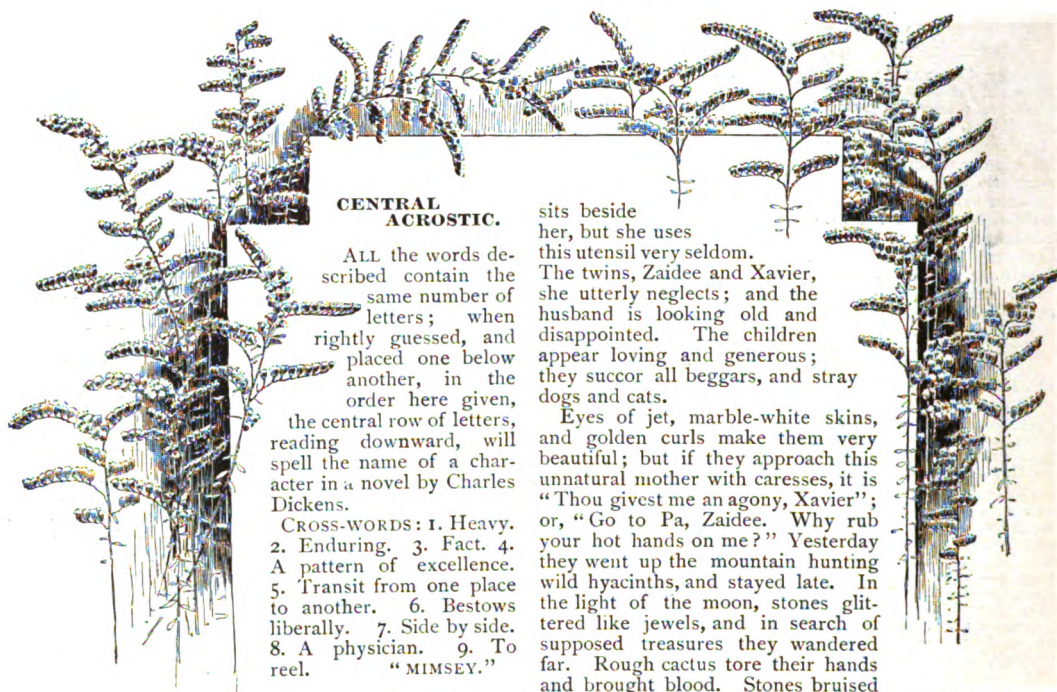 CENTRAL
ACROSTIC.
ALL the words de-
scribed contain the
same number of
letters; when
rightly guessed, and
placed one below
another, in the
order here given,
the central row of letters,
reading downward, will
spell the name of a char-
acter in a novel by Charles
Dickens.
CROSS-WORDS: 1. Heavy.
2. Enduring. 3. Fact. 4.
A pattern of excellence.
5. Transit from one place
to another. 6. Bestows
liberally. 7. Side by side.
8. A physician. 9. To
reel. "MIMSEY."
sits beside
her, but she uses
this utensil very seldom.
The twins, Zaidee and Xavier,
she utterly neglects; and the
husband is looking old and
disappointed. The children
appear loving and generous;
they succor all beggars, and stray
dogs and cats.
Eyes of jet, marble-white skins,
and golden curls make them very
beautiful; but if they approach this
unnatural mother with caresses, it is
"Thou givest me an agony, Xavier";
or, "Go to Pa, Zaidee. Why rub
your hot hands on me?" Yesterday
they went up the mountain hunting
wild hyacinths, and stayed late. In
the light of the moon, stones glit-
tered like jewels, and in search of
supposed treasures they wandered
far. Rough cactus tore their hands
and brought blood. Stones bruised